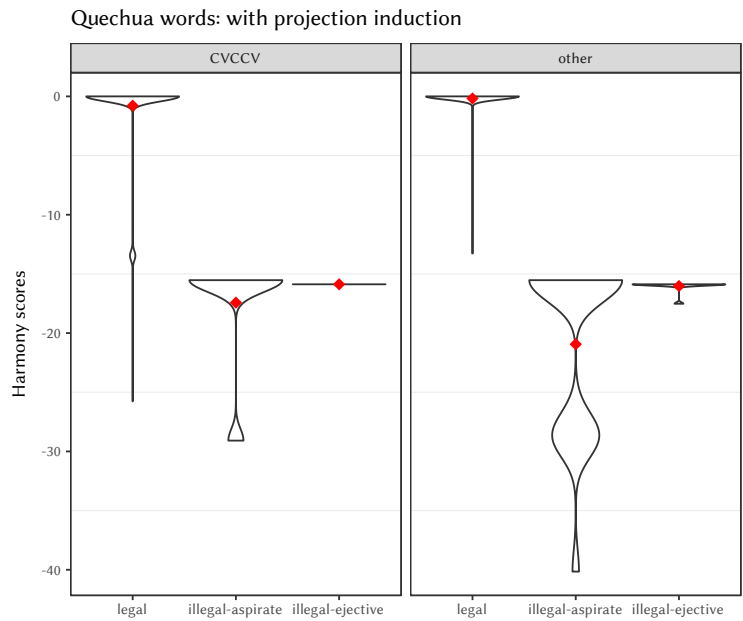 Quechua words: with projection induction
CVCCV other
0
-10
-20
-30
-40
Harmony scores
legal illegal-aspirate illegal-ejective legal illegal-aspirate illegal-ejective